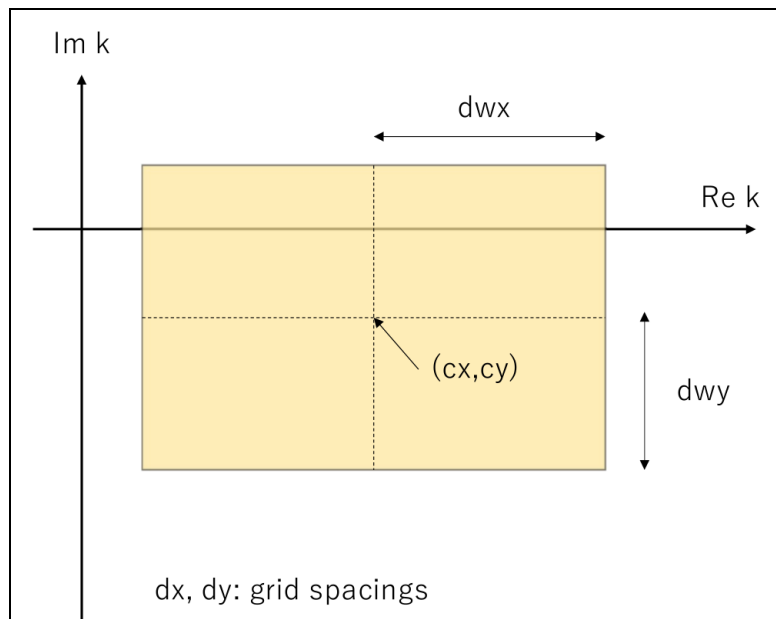 Im k
dwx
Re k
(cx,cy)
dwy
dx, dy: grid spacings